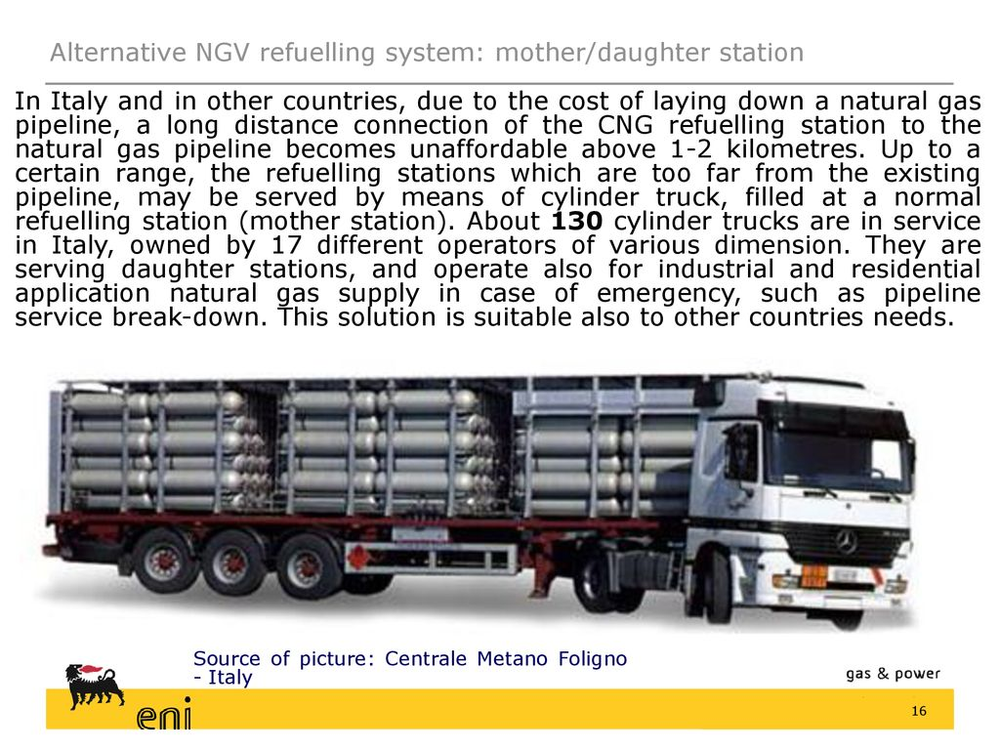 Alternative NGV refuelling system: mother/daughter station
In Italy and in other countries, due to the cost of laying down a natural gas
pipeline, a long distance connection of the CNG refuelling station to the
natural gas pipeline becomes unaffordable above 1-2 kilometres. Up to a
certain range, the refuelling stations which are too far from the existing
pipeline, may be served by means of cylinder truck, filled at a normal
refuelling station (mother station). About 130 cylinder trucks are in service
in Italy, owned by 17 different operators of various dimension. They are
serving daughter stations, and operate also for industrial and residential
application natural gas supply in case of emergency, such as pipeline
service break-down. This solution is suitable also to other countries needs.
Source of picture: Centrale Metano Foligno
- Italy
gas & power
eni
16